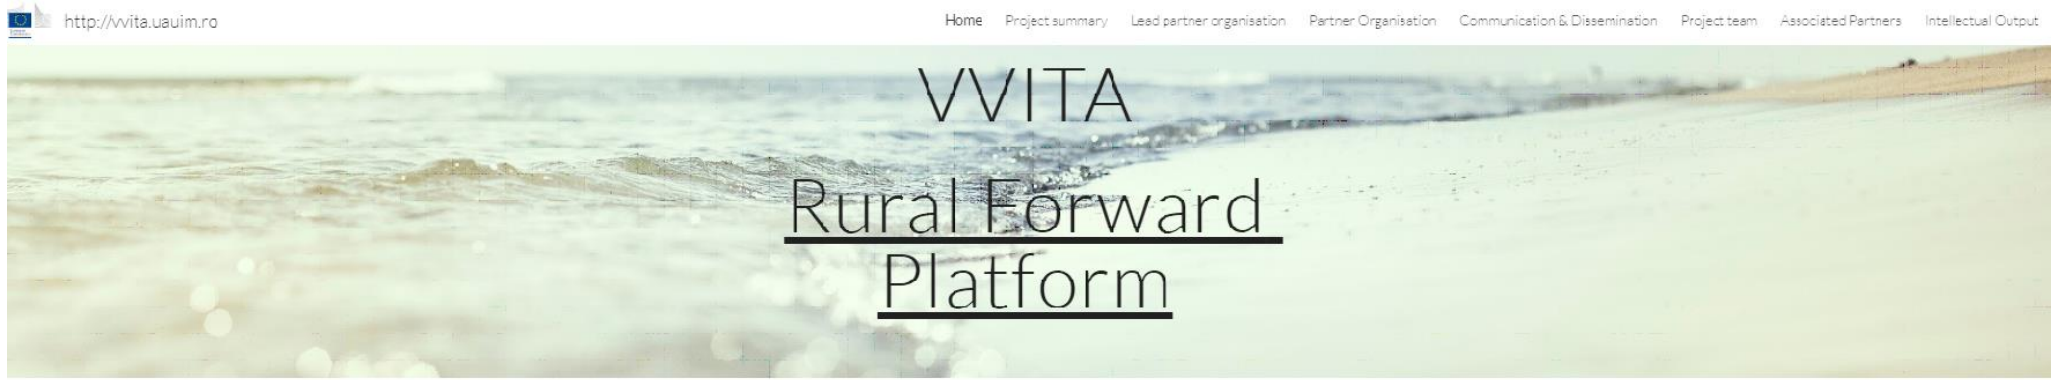 http://vvita.uauim.ro
Home Project summary Lead partner organisation Partner Organisation Communication & Dissemination Project team Associated Partners Intellectual Output
VVITA
Rural Forward
Platform